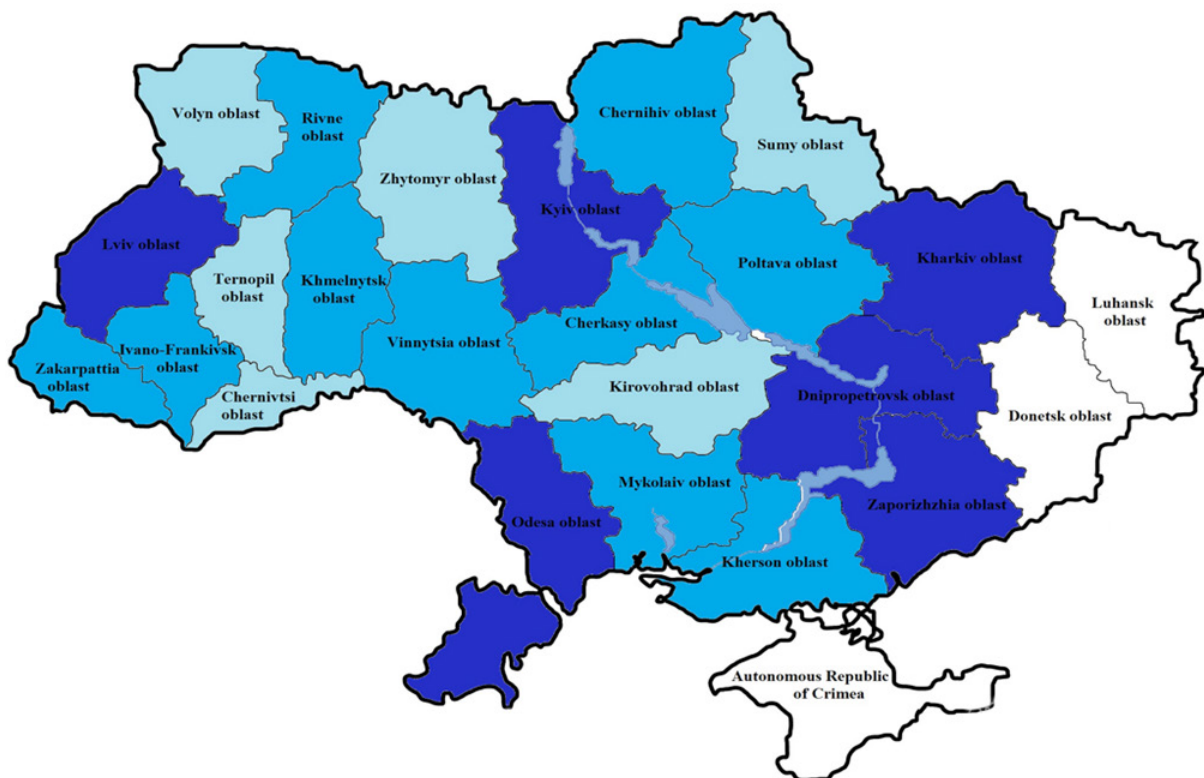 Volyn oblast
Rivne
oblast
Zhytomyr oblast
Chernihiv oblast
Sumy oblast
Kyiv oblast
Lviv oblast
Ternopil
oblast
Khmelnytsk
oblast
Poltava oblast
Kharkiv oblast
Luhansk
oblast
Cherkasy oblast
Vinnytsia oblast
Ivano-Frankivsk
oblast
Zakarpattia
oblast
Chernivtsi
oblast
Kirovohrad oblast
Dnipropetrovsk oblast
Donetsk oblast
Mykolaiv oblast
Odesa oblast
Zaporizhzhia oblast
Kherson oblast
Autonomous Republic
of Crimea